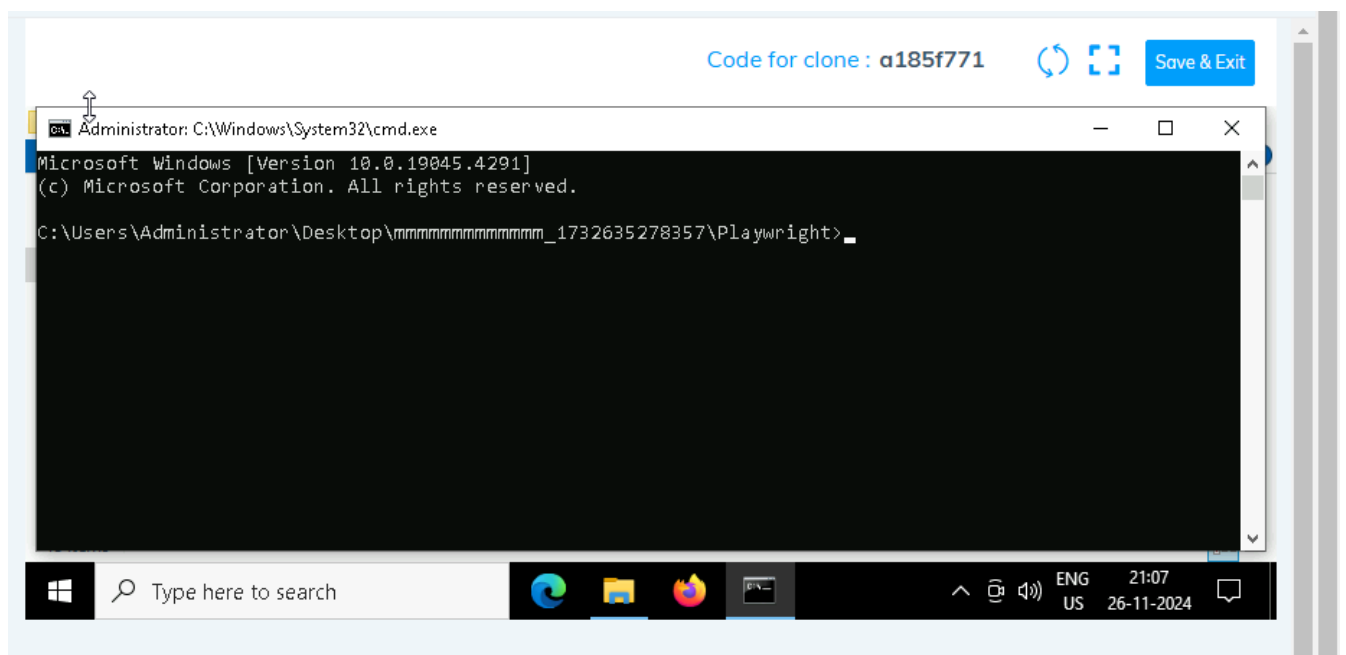 Code for clone : a185f771
Save & Exit
Administrator: C:\Windows\System32\cmd.exe
Microsoft Windows [Version 10.0.19045.4291]
(c) Microsoft Corporation. All rights reserved.
C:\Users\Administrator\Desktop\mmmmmmmmmmmmmm_1732635278357\Playwright>
Type here to search
ENG
US
21:07
26-11-2024